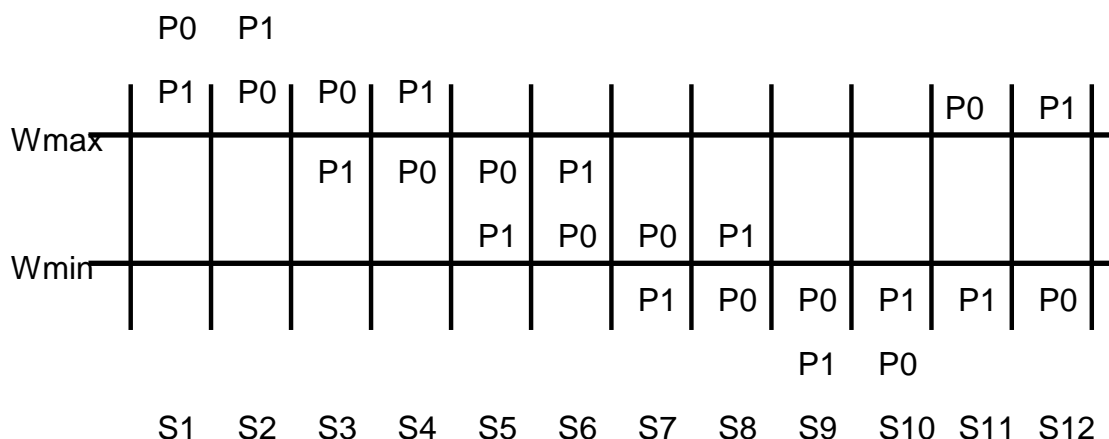 P0 P1
P1 P0 P0 P1
P0 P1
Wmax
P1 P0 P0 P1
P1 P0 P0 P1
Wmin
P1 P0 P0 P1 P1 P0
P1 P0
S1 S2 S3 S4 S5 S6 S7 S8 S9 S10 S11 S12